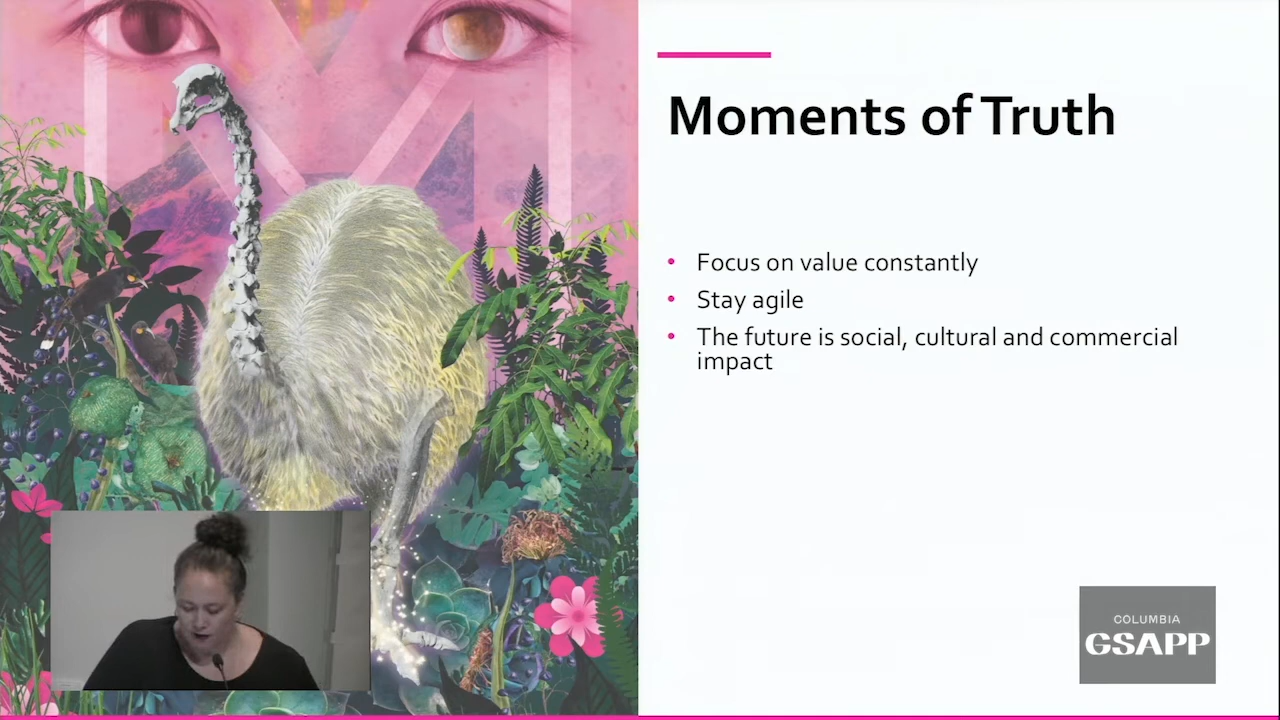 Moments of Truth
• Focus on value constantly
• Stay agile
• The future is social, cultural and commercial
impact
COLUMBIA
GSAPP